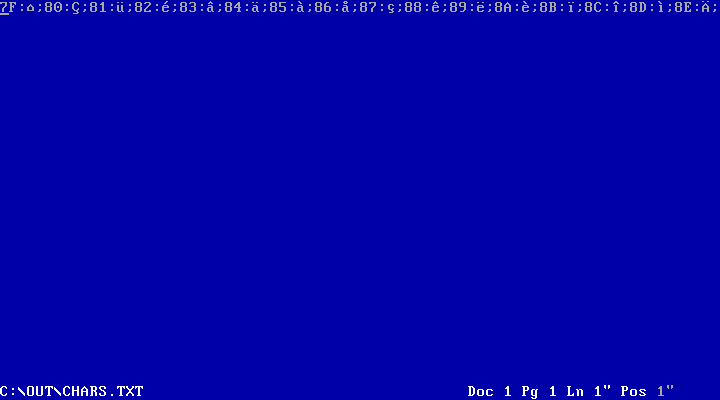 7F:⌂;80:Ç;81:ü;82:é;83:â;84:ä;85:à;86:å;87:ç;88:ê;89:ë;8A:è;8B:ï;8C:î;8D:ì;8E:Ä;
C:\OUT\CHARS.TXT Doc 1 Pg 1 Ln 1" Pos 1"